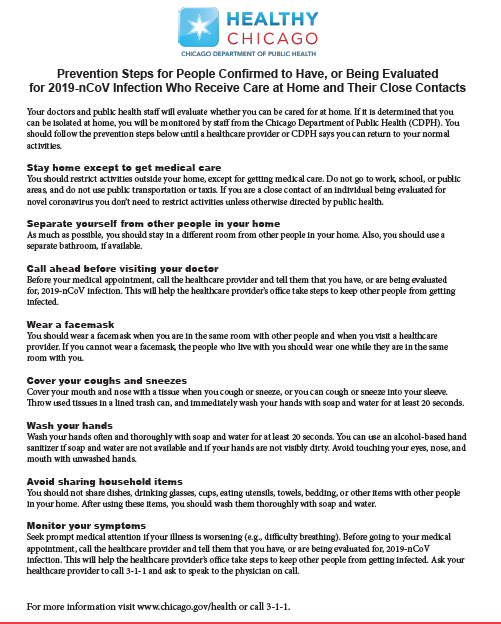 HEALTHY
CHICAGO
CHICAGO DEPARTMENT OF PUBLIC HEALTH
Prevention Steps for People Confirmed to Have, or Being Evaluated
for 2019-nCoV Infection Who Receive Care at Home and Their Close Contacts
Your doctors and public health staff will evaluate whether you can be cared for at home. If it is determined that you
can be isolated at home, you will be monitored by staff from the Chicago Department of Public Health (CDPH). You
should follow the prevention steps below until a healthcare provider or CDPH says you can return to your normal
activities.
Stay home except to get medical care
You should restrict activities outside your home, except for getting medical care. Do not go to work, school, or public
areas, and do not use public transportation or taxis. If you are a close contact of an individual being evaluated for
novel coronavirus you don't need to restrict activities unless otherwise directed by public health.
Separate yourself from other people in your home
As much as possible, you should stay in a different room from other people in your home. Also, you should use a
separate bathroom, if available.
Call ahead before visiting your doctor
Before your medical appointment, call the healthcare provider and tell them that you have, or are being evaluated
for, 2019-nCoV infection. This will help the healthcare provider's office take steps to keep other people from getting
infected.
Wear a facemask
You should wear a facemask when you are in the same room with other people and when you visit a healthcare
provider. If you cannot wear a facemask, the people who live with you should wear one while they are in the same
room with you.
Cover your coughs and sneezes
Cover your mouth and nose with a tissue when you cough or sneeze, or you can cough or sneeze into your sleeve.
Throw used tissues in a lined trash can, and immediately wash your hands with soap and water for at least 20 seconds.
Wash your hands
Wash your hands often and thoroughly with soap and water for at least 20 seconds. You can use an alcohol-based hand
sanitizer if soap and water are not available and if your hands are not visibly dirty. Avoid touching your eyes, nose, and
mouth with unwashed hands.
Avoid sharing household items
You should not share dishes, drinking glasses, cups, eating utensils, towels, bedding, or other items with other people
in your home. After using these items, you should wash them thoroughly with soap and water.
Monitor your symptoms
Seek prompt medical attention if your illness is worsening (e.g., difficulty breathing). Before going to your medical
appointment, call the healthcare provider and tell them that you have, or are being evaluated for, 2019-nCoV
infection. This will help the healthcare provider's office take steps to keep other people from getting infected. Ask your
healthcare provider to call 3-1-1 and ask to speak to the physician on call.
For more information visit www.chicago.gov/health or call 3-1-1.